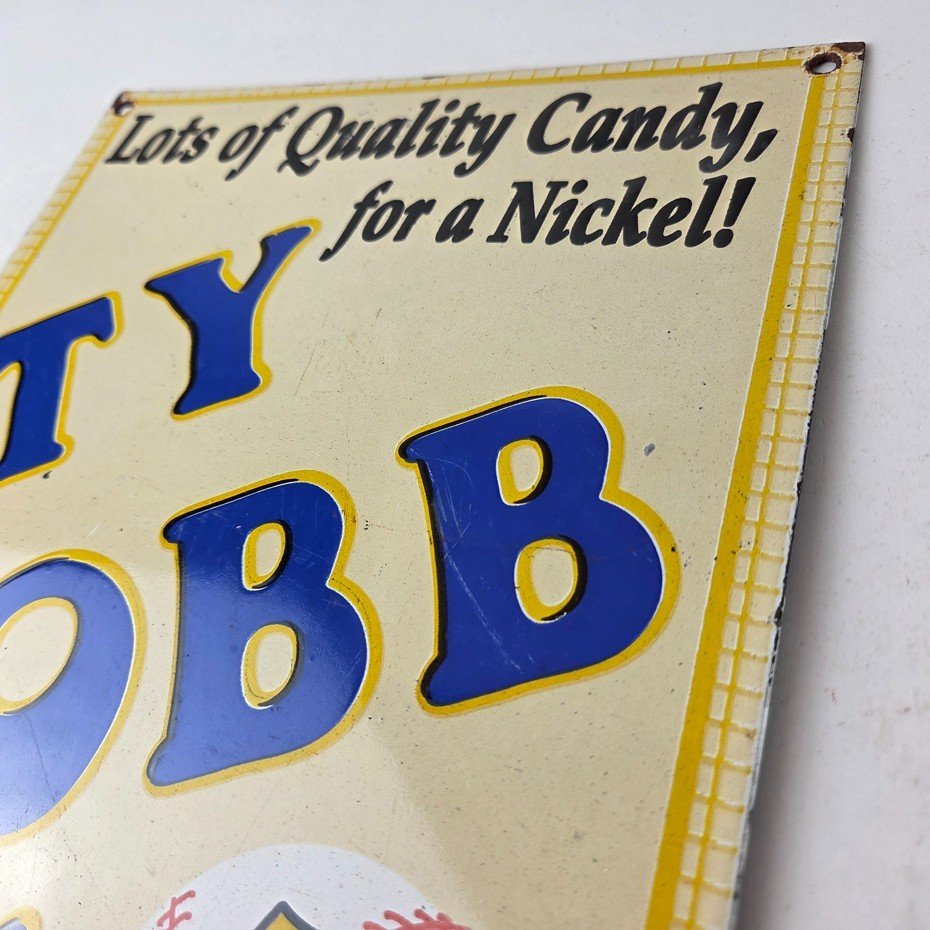 Lots of Quality Candy,
for a Nickel!
TY
OBB